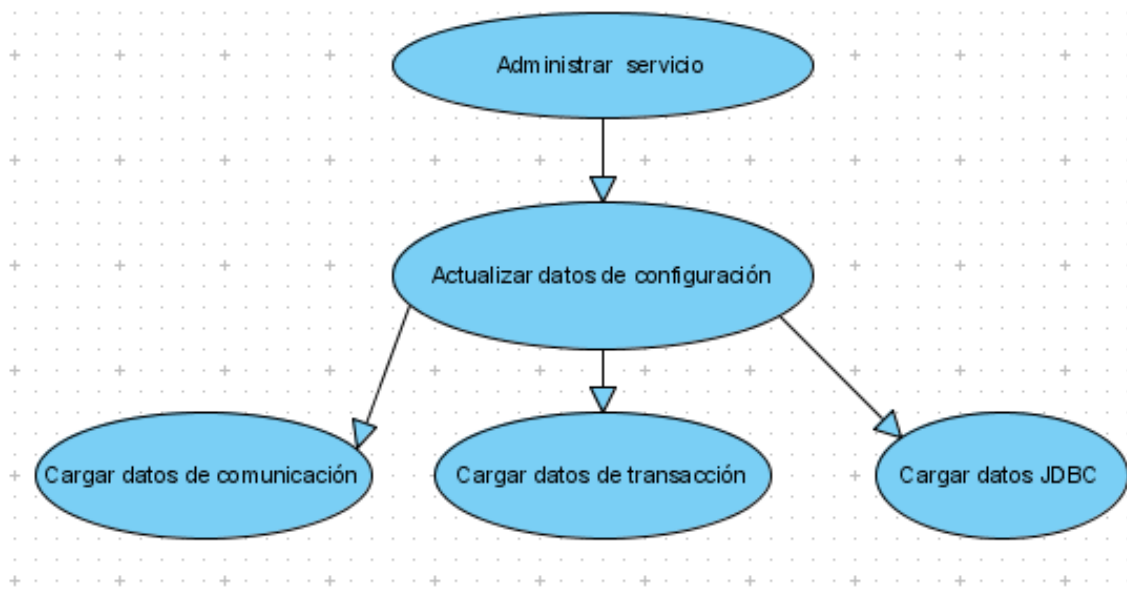 Administrar servicio
Actualizar datos de configuración
Cargar datos de comunicación
Cargar datos de transacción
Cargar datos JDBC